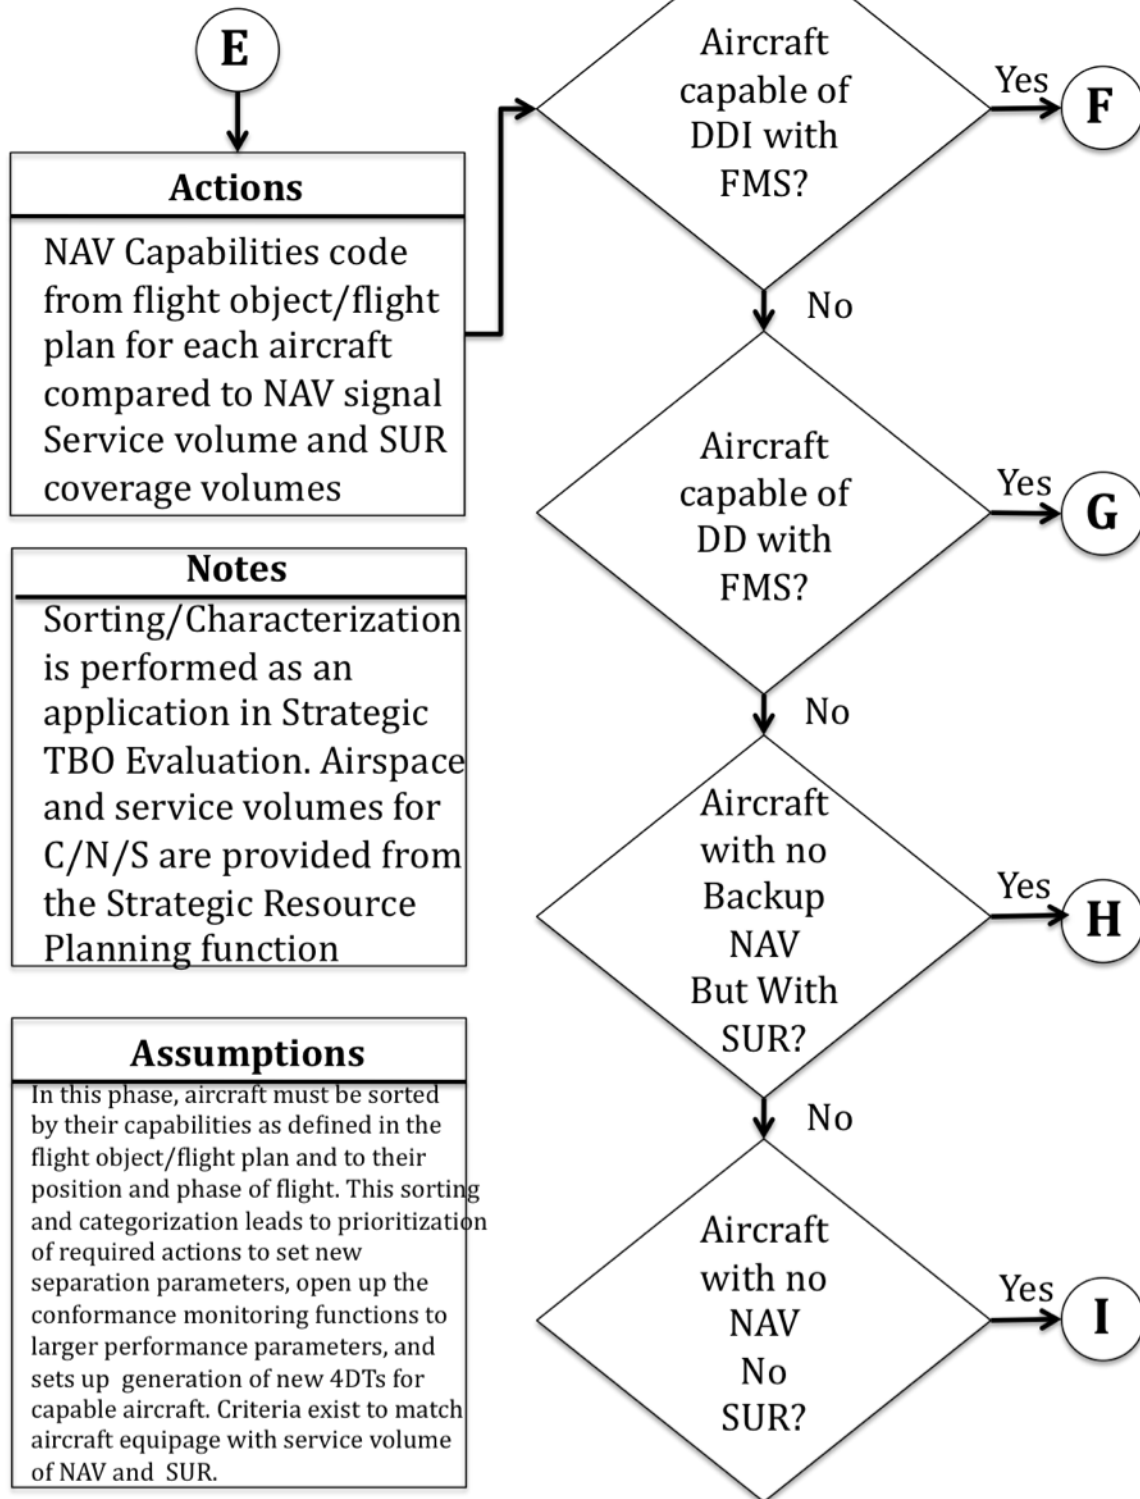 E
Actions
NAV Capabilities code
from flight object/flight
plan for each aircraft
compared to NAV signal
Service volume and SUR
coverage volumes
Notes
Sorting/Characterization
is performed as an
application in Strategic
TBO Evaluation. Airspace
and service volumes for
C/N/S are provided from
the Strategic Resource
Planning function
Assumptions
In this phase, aircraft must be sorted
by their capabilities as defined in the
flight object/flight plan and to their
position and phase of flight. This sorting
and categorization leads to prioritization
of required actions to set new
separation parameters, open up the
conformance monitoring functions to
larger performance parameters, and
sets up generation of new 4DTs for
capable aircraft. Criteria exist to match
aircraft equipage with service volume
of NAV and SUR.
Aircraft
capable of
DDI with
FMS?
Yes
F
No
Aircraft
capable of
DD with
FMS?
Yes
G
No
Aircraft
with no
Backup
NAV
But With
SUR?
Yes
H
No
Aircraft
with no
NAV
No
SUR?
Yes
I